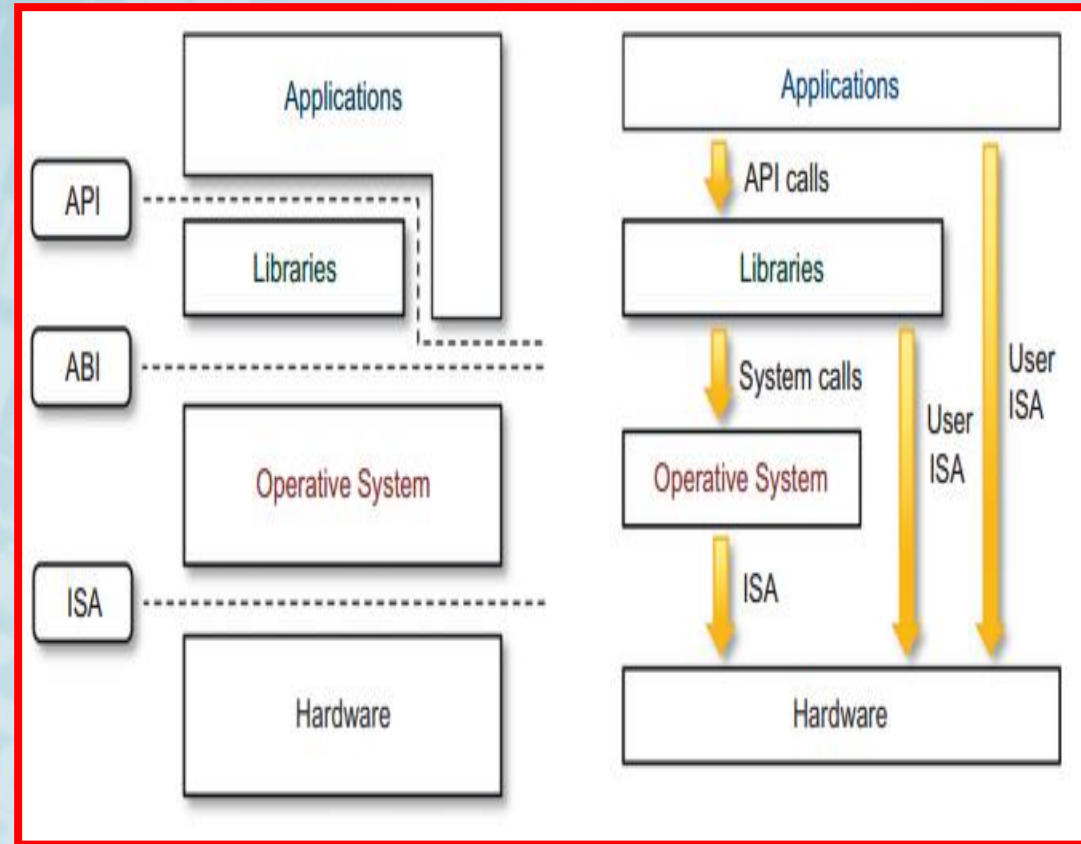 Applications
API
Libraries
ABI
Operative System
ISA
Hardware
Applications
API calls
Libraries
System calls
User
ISA
User
ISA
Operative System
ISA
Hardware